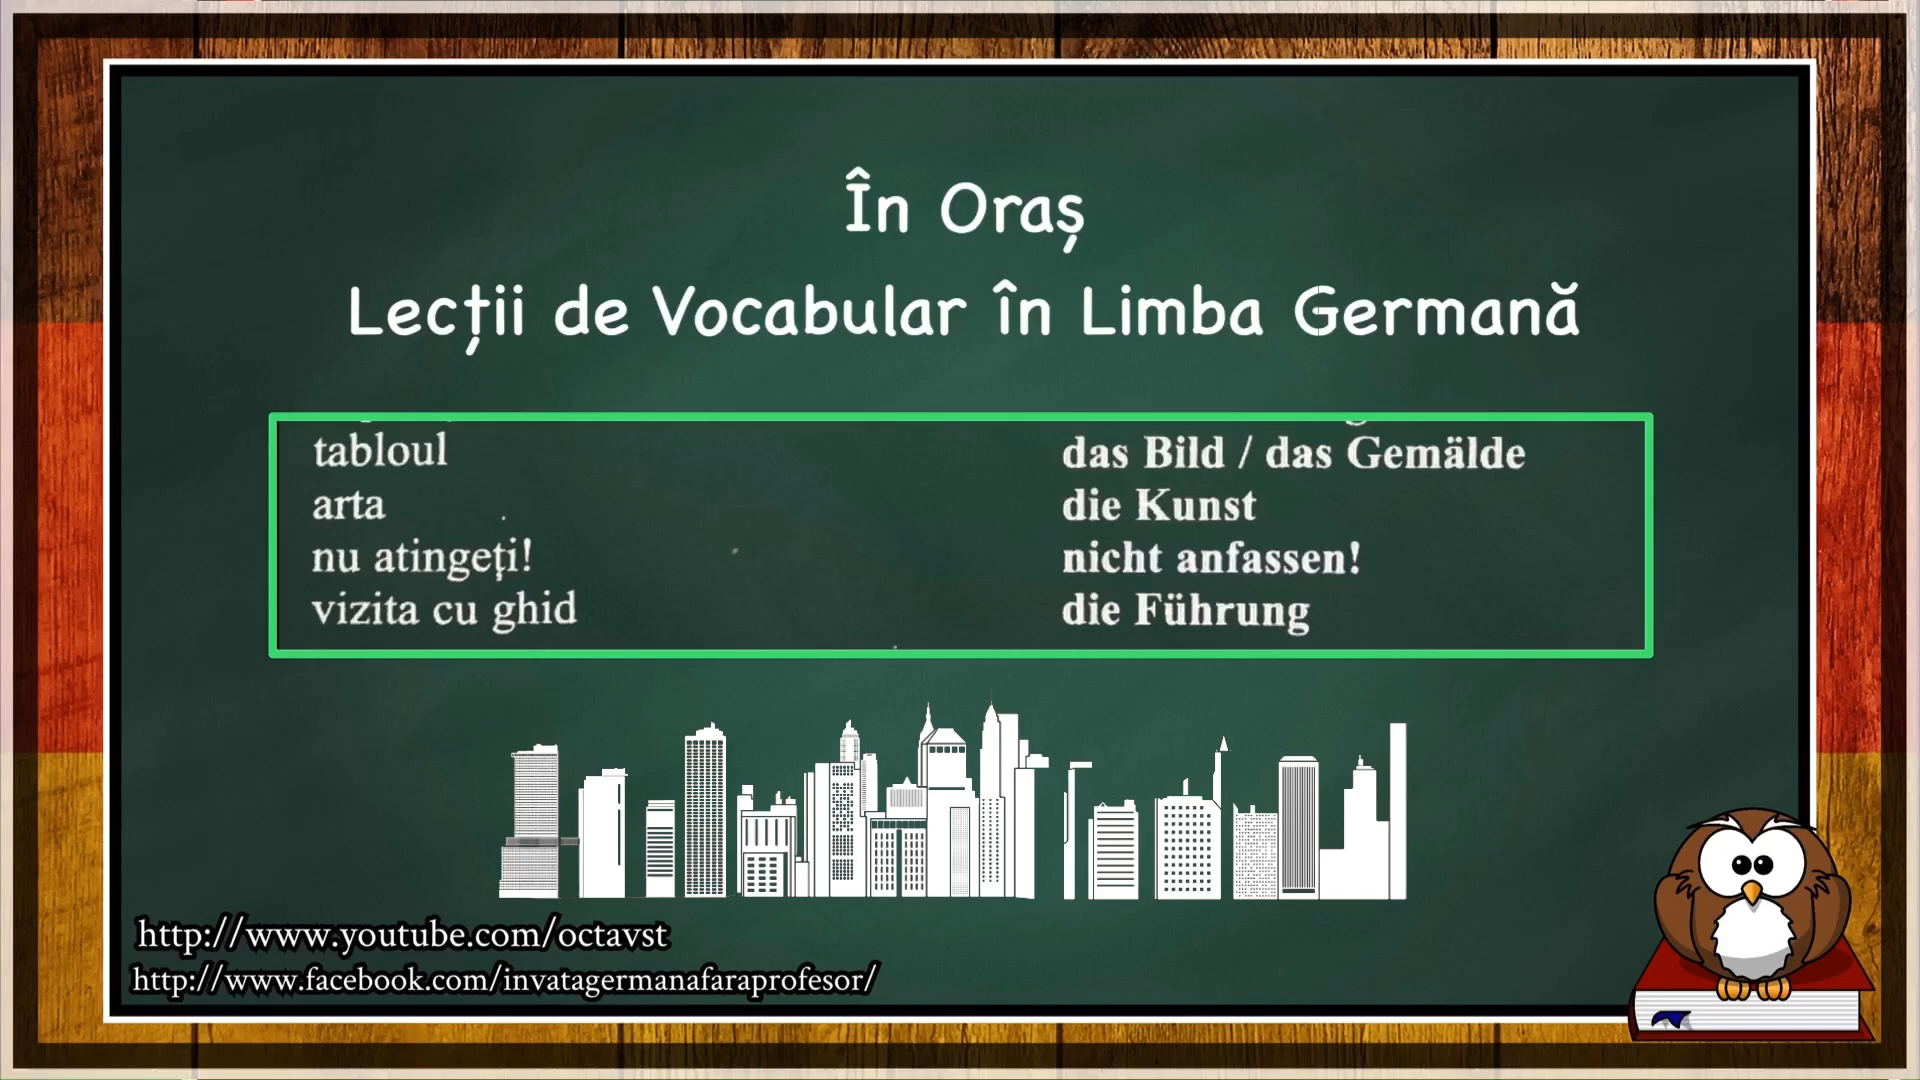 În Oraș
Lecții de Vocabular în Limba Germană
tabloul das Bild / das Gemälde
arta die Kunst
nu atingeți! nicht anfassen!
vizita cu ghid die Führung
http://www.youtube.com/octavst
http://www.facebook.com/invatagermanafaraprofesor/